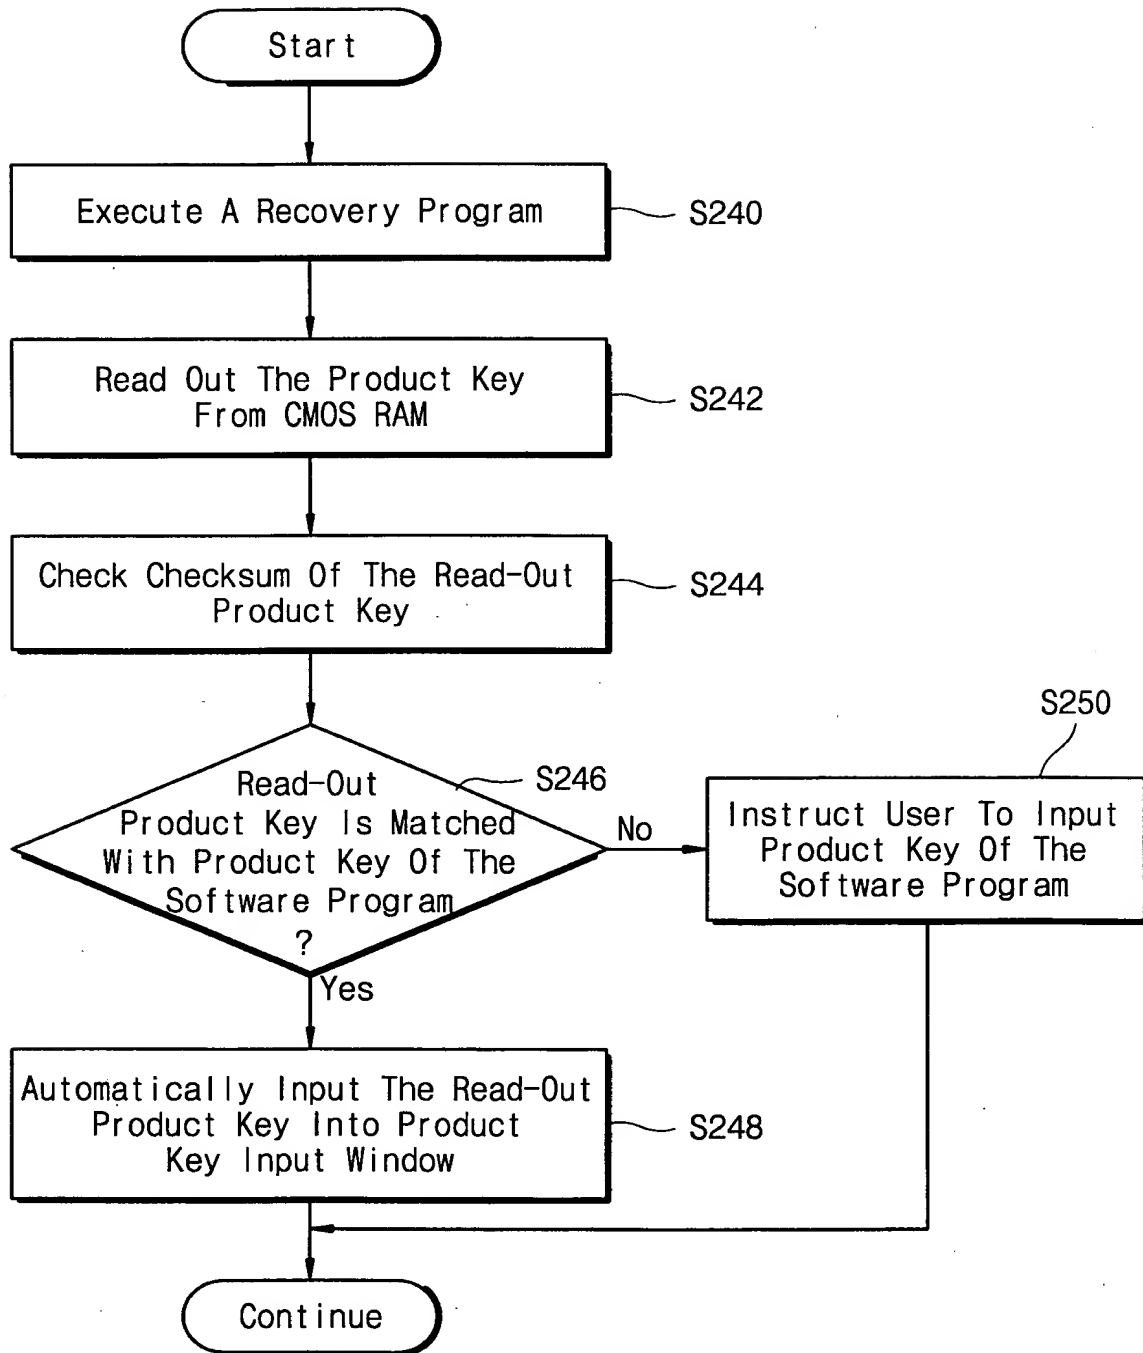 Start
Execute A Recovery Program
S240
Read Out The Product Key
From CMOS RAM
S242
Check Checksum Of The Read-Out
Product Key
S244
Read-Out
Product Key Is Matched
With Product Key Of The
Software Program
?
S246
No
Yes
S250
Instruct User To Input
Product Key Of The
Software Program
Automatically Input The Read-Out
Product Key Into Product
Key Input Window
S248
Continue